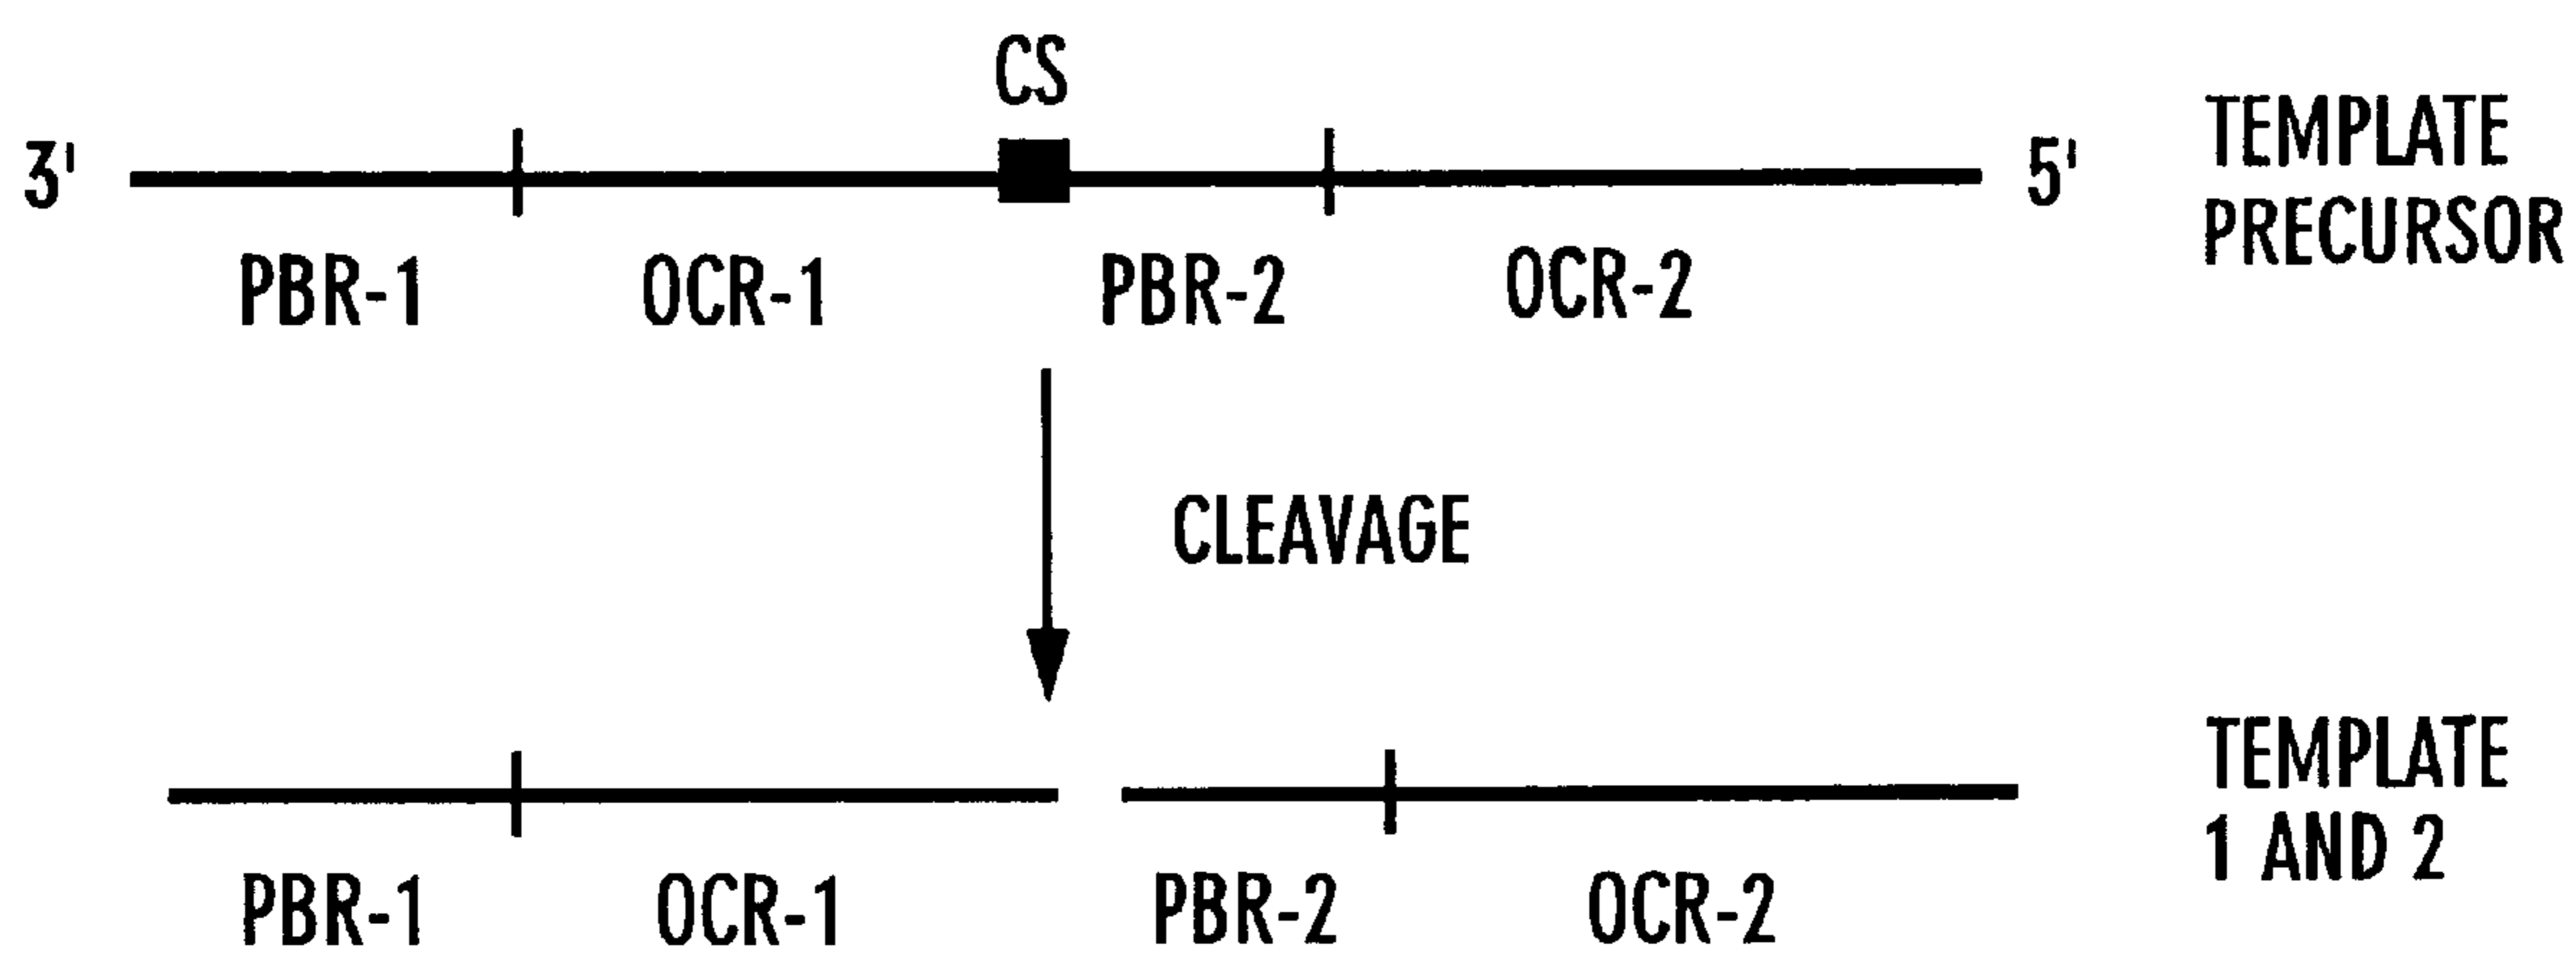 CS
3'
5'
TEMPLATE
PRECURSOR
PBR-1
OCR-1
PBR-2
OCR-2
CLEAVAGE
TEMPLATE
1 AND 2
PBR-1
OCR-1
PBR-2
OCR-2